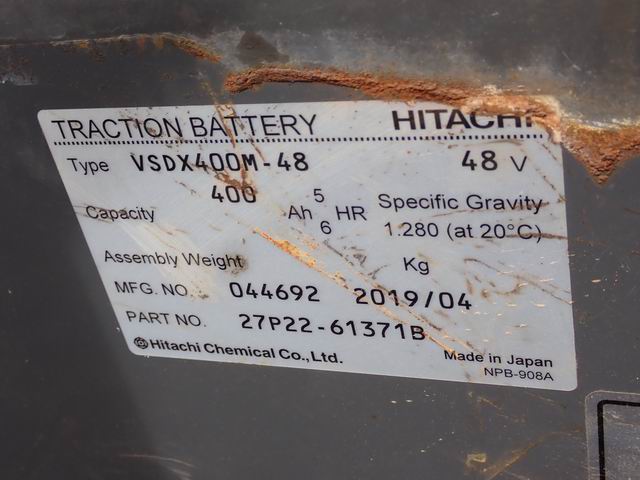 TRACTION BATTERY HITACHI
Type VSDX400M-48 48 V
Capacity 400 Ah 5 HR Specific Gravity
6 1.280 (at 20°C)
Assembly Weight Kg
MFG. NO. 044692 2019/04
PART NO. 27P22-61371B
Hitachi Chemical Co., Ltd. Made in Japan
NPB-908A